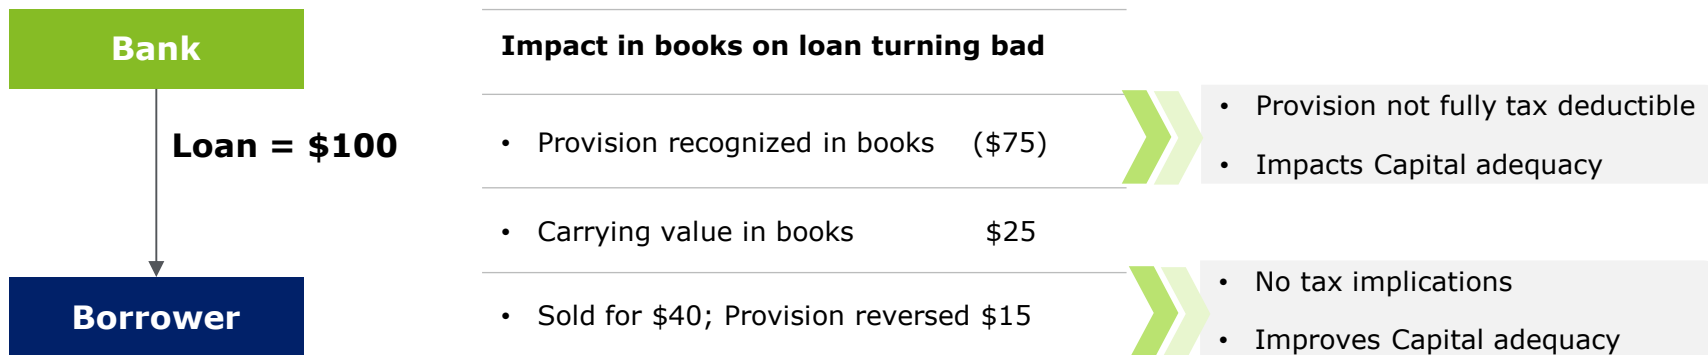 Bank
Loan = $100
Borrower
Impact in books on loan turning bad
• Provision recognized in books ($75)
• Provision not fully tax deductible
• Impacts Capital adequacy
• Carrying value in books $25
• Sold for $40; Provision reversed $15
• No tax implications
• Improves Capital adequacy